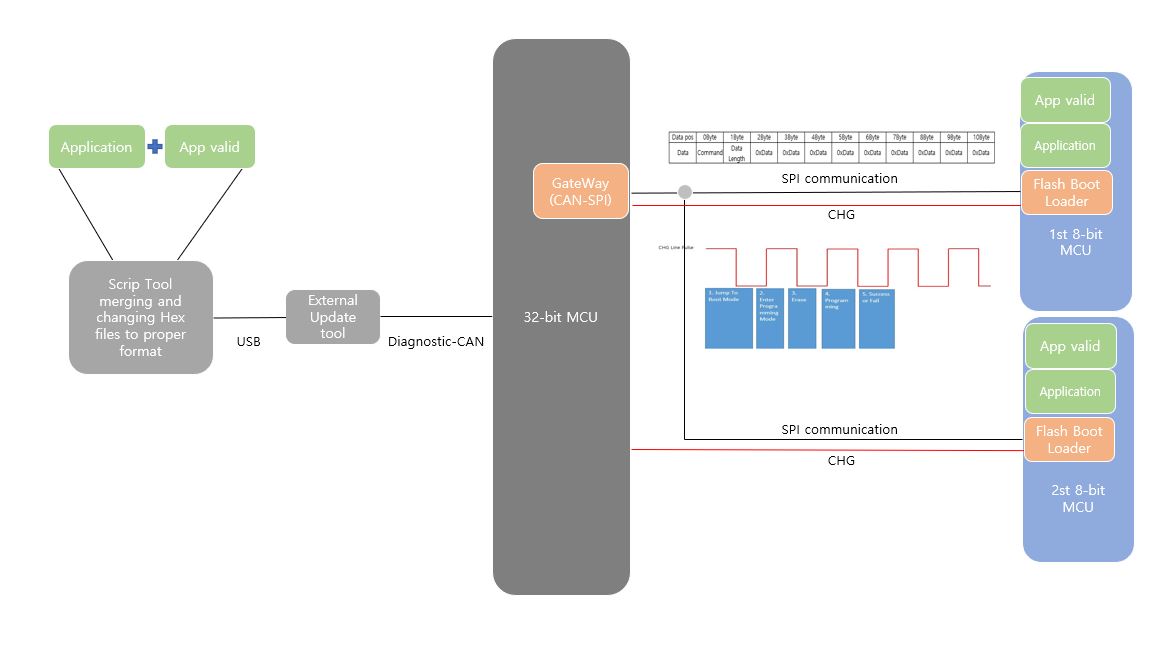 Application
App valid
Scrip Tool
merging and
changing Hex
files to proper
format
USB
External
Update
tool
Diagnostic-CAN
32-bit MCU
GateWay
(CAN-SPI)
Data pos 0Byte 1Byte 2Byte 3Byte 4Byte 5Byte 6Byte 7Byte 8Byte 9Byte 10Byte
Data Command Data Length 0xData 0xData 0xData 0xData 0xData 0xData 0xData 0xData 0xData
SPI communication
CHG
CHG Line Pulse
1. Jump To
Boot Mode
2.
Enter
Progra
mming
Mode
3.
Erase
4.
Program
ming
5. Success
or Fail
SPI communication
CHG
App valid
Application
Flash Boot
Loader
1st 8-bit
MCU
App valid
Application
Flash Boot
Loader
2st 8-bit
MCU